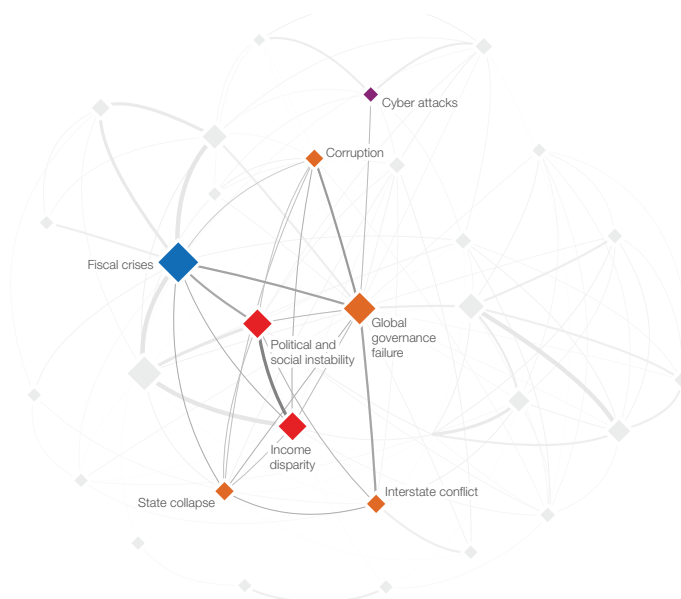 Cyber attacks
Corruption
Fiscal crises
Global
governance
failure
Political and
social instability
Income
disparity
State collapse
Interstate conflict